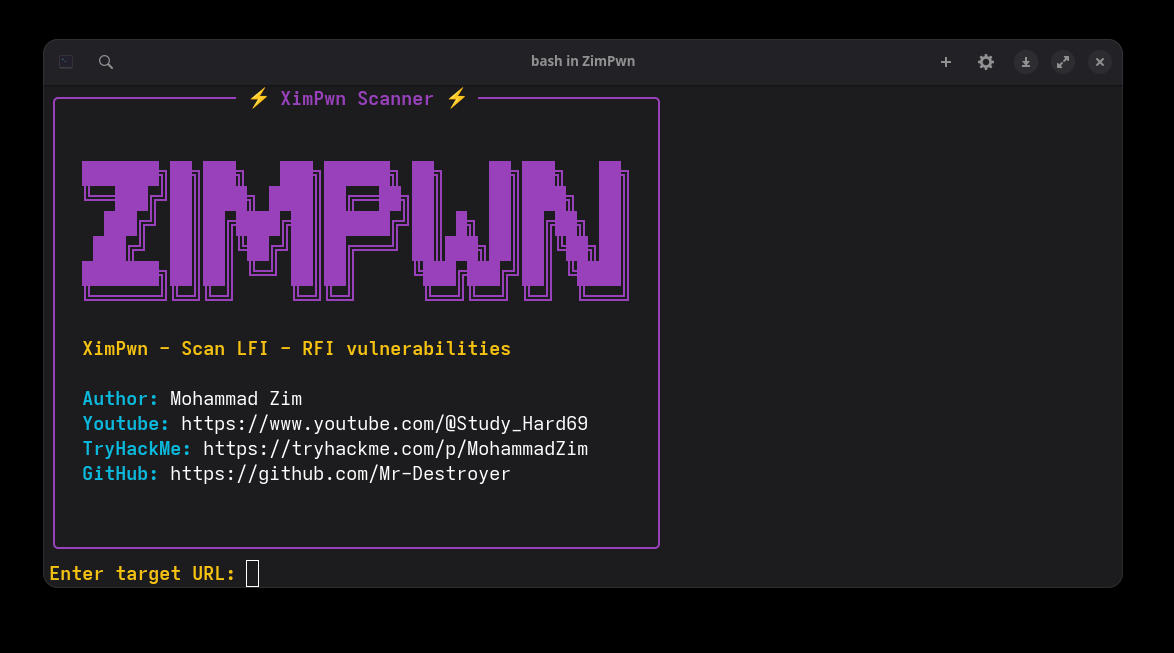 bash in ZimPwn
⚡ XimPwn Scanner ⚡
ZIMPWN
XimPwn - Scan LFI - RFI vulnerabilities
Author: Mohammad Zim
Youtube: https://www.youtube.com/@Study_Hard69
TryHackMe: https://tryhackme.com/p/MohammadZim
GitHub: https://github.com/Mr-Destroyer
Enter target URL: